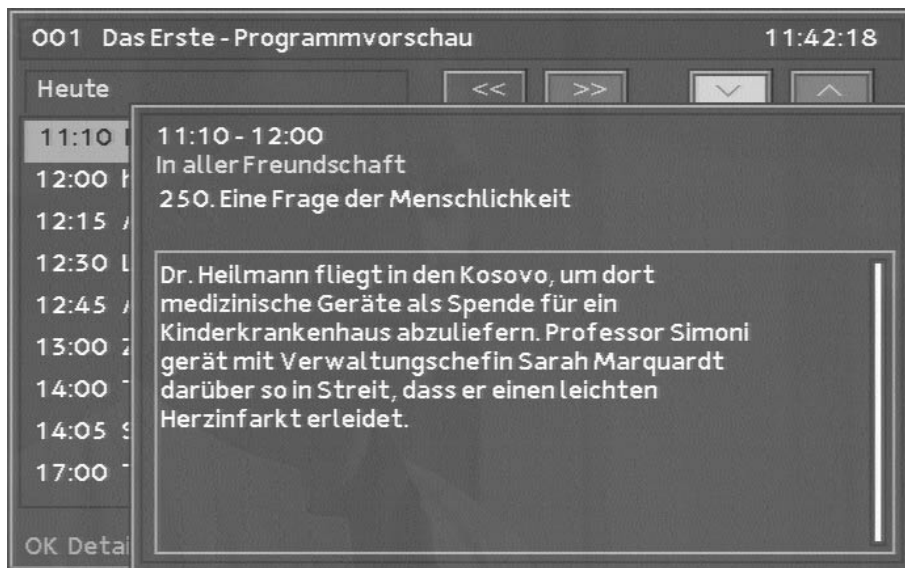 001 Das Erste - Programmvorschau 11:42:18
Heute << >>
11:10
12:00
12:15
12:30
12:45
13:00
14:00
14:05
17:00
OK Detai
11:10 - 12:00
In aller Freundschaft
250. Eine Frage der Menschlichkeit
Dr. Heilmann fliegt in den Kosovo, um dort
medizinische Geräte als Spende für ein
Kinderkrankenhaus abzuliefern. Professor Simoni
gerät mit Verwaltungschefin Sarah Marquardt
darüber so in Streit, dass er einen leichten
Herzinfarkt erleidet.